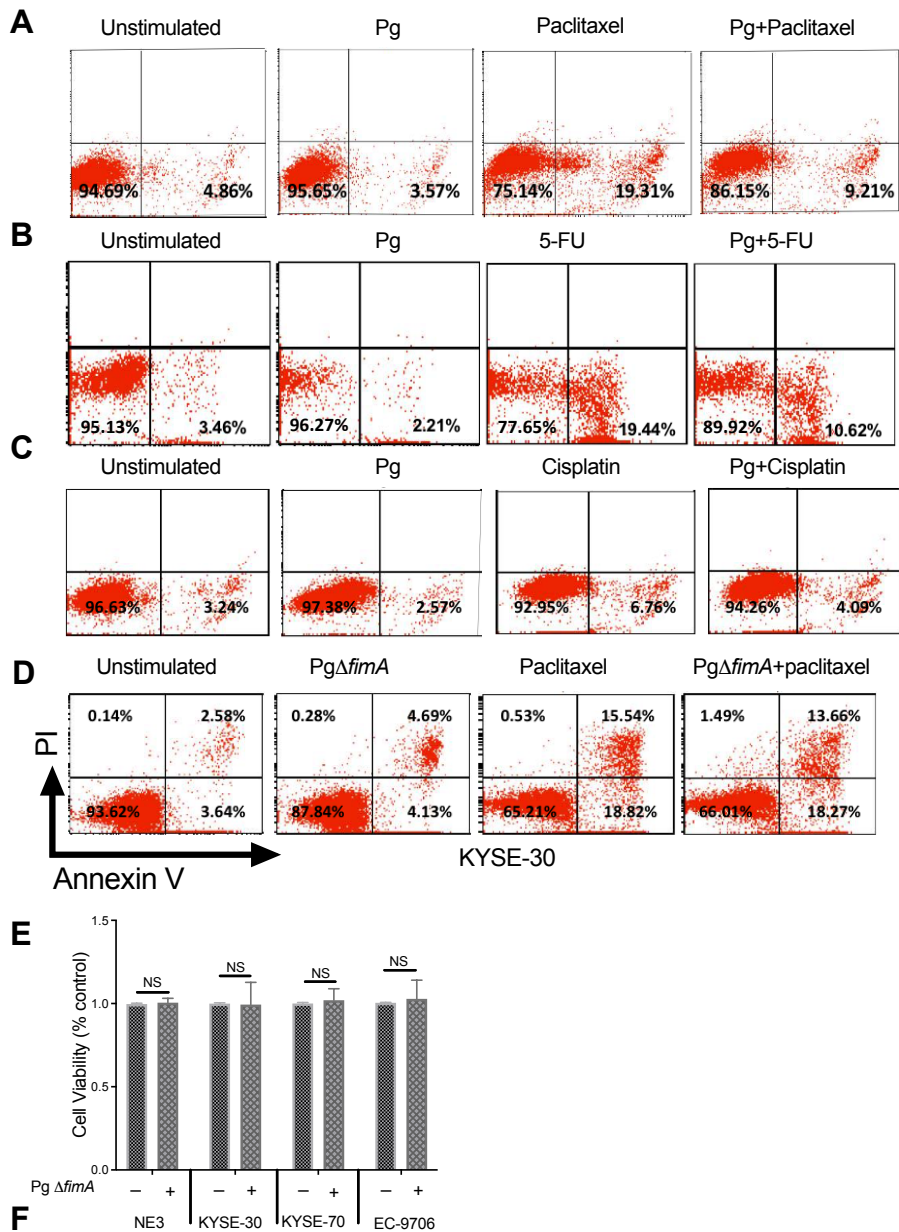 A
Unstimulated Pg Paclitaxel Pg+Paclitaxel
94.69% 4.86% 95.65% 3.57% 75.14% 19.31% 86.15% 9.21%
B
Unstimulated Pg 5-FU Pg+5-FU
95.13% 3.46% 96.27% 2.21% 77.65% 19.44% 89.92% 10.62%
C
Unstimulated Pg Cisplatin Pg+Cisplatin
96.63% 3.24% 97.38% 2.57% 92.95% 6.76% 94.26% 4.09%
D
Unstimulated PgΔfimA Paclitaxel PgΔfimA+paclitaxel
0.14% 2.58% 0.28% 4.69% 0.53% 15.54% 1.49% 13.66%
93.62% 3.64% 87.84% 4.13% 65.21% 18.82% 66.01% 18.27%
PI
Annexin V
KYSE-30
E
Cell Viability (% control)
1.5
1.0
0.5
0.0
NS NS NS NS
Pg ΔfimA − + − + − + − +
NE3 KYSE-30 KYSE-70 EC-9706
F